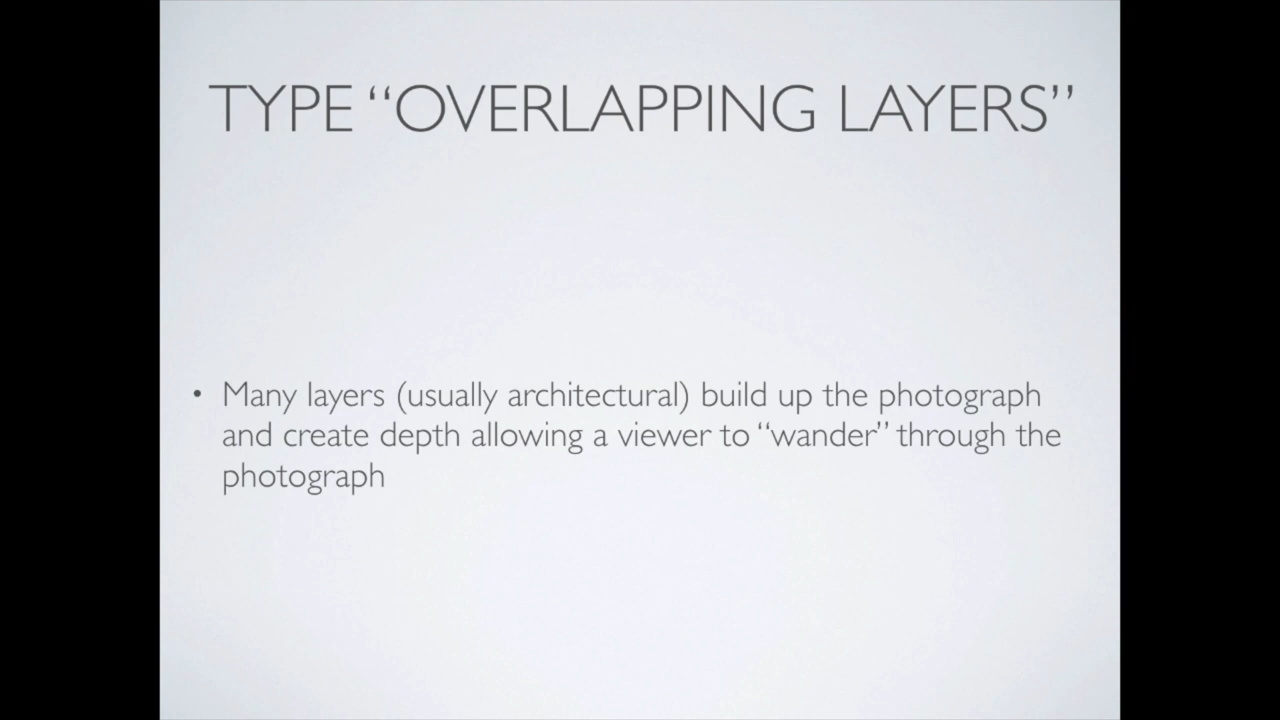 TYPE “OVERLAPPING LAYERS”
• Many layers (usually architectural) build up the photograph
and create depth allowing a viewer to “wander” through the
photograph